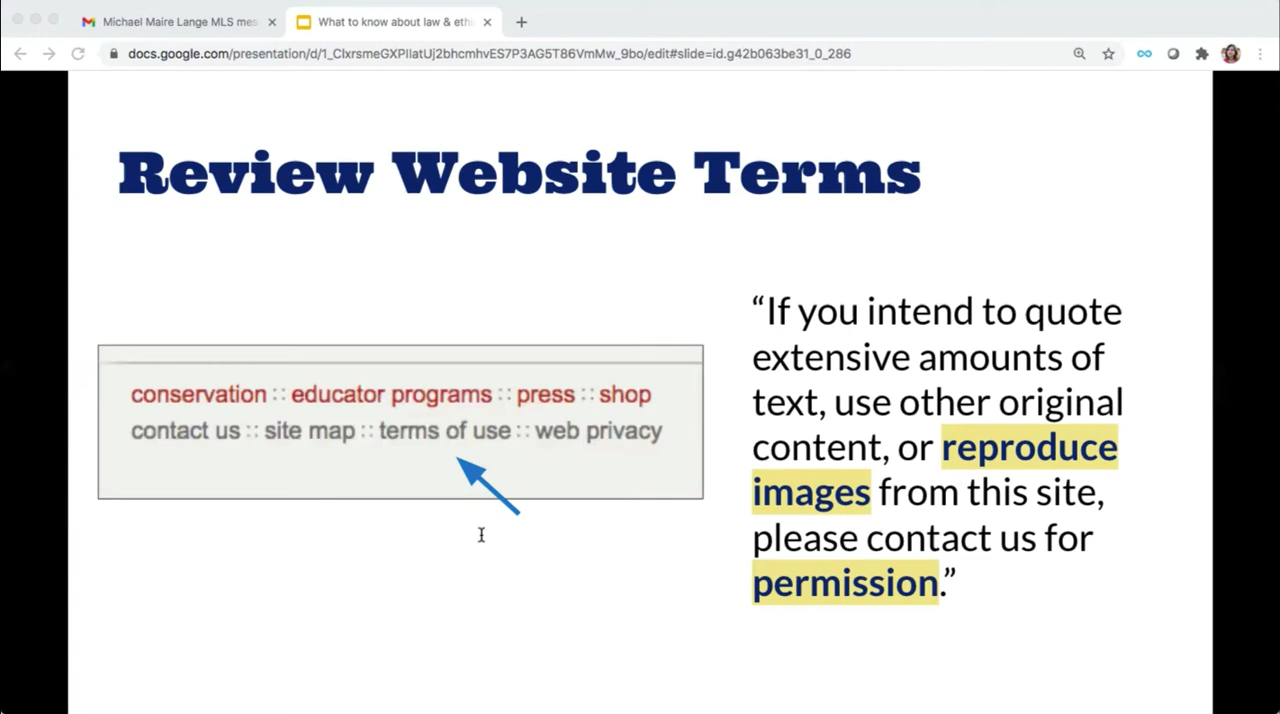 Michael Maire Lange MLS mes
What to know about law & ethi
docs.google.com/presentation/d/1_ClxrsmeGXPIlatUj2bhcmhvES7P3AG5T86VmMw_9bo/edit#slide=id.g42b063be31_0_286
Review Website Terms
conservation :: educator programs :: press :: shop
contact us :: site map :: terms of use :: web privacy
“If you intend to quote
extensive amounts of
text, use other original
content, or reproduce
images from this site,
please contact us for
permission.”